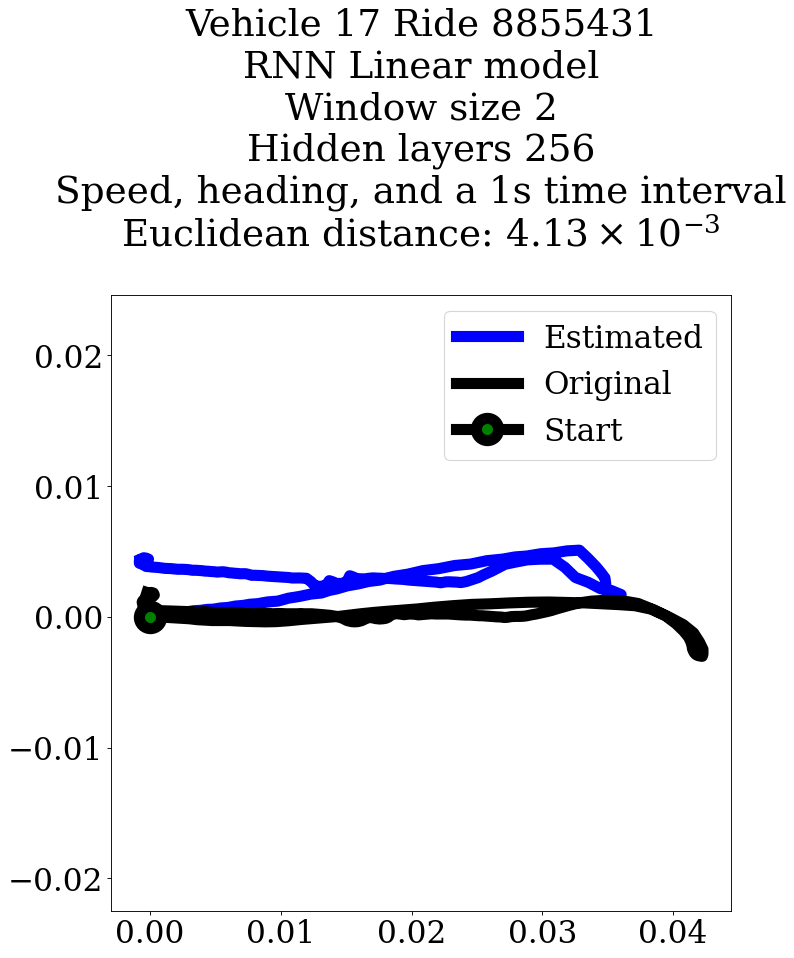 Vehicle 17 Ride 8855431
RNN Linear model
Window size 2
Hidden layers 256
Speed, heading, and a 1s time interval
Euclidean distance: 4.13 × 10⁻³
Estimated
Original
Start
0.02
0.01
0.00
−0.01
−0.02
0.00 0.01 0.02 0.03 0.04